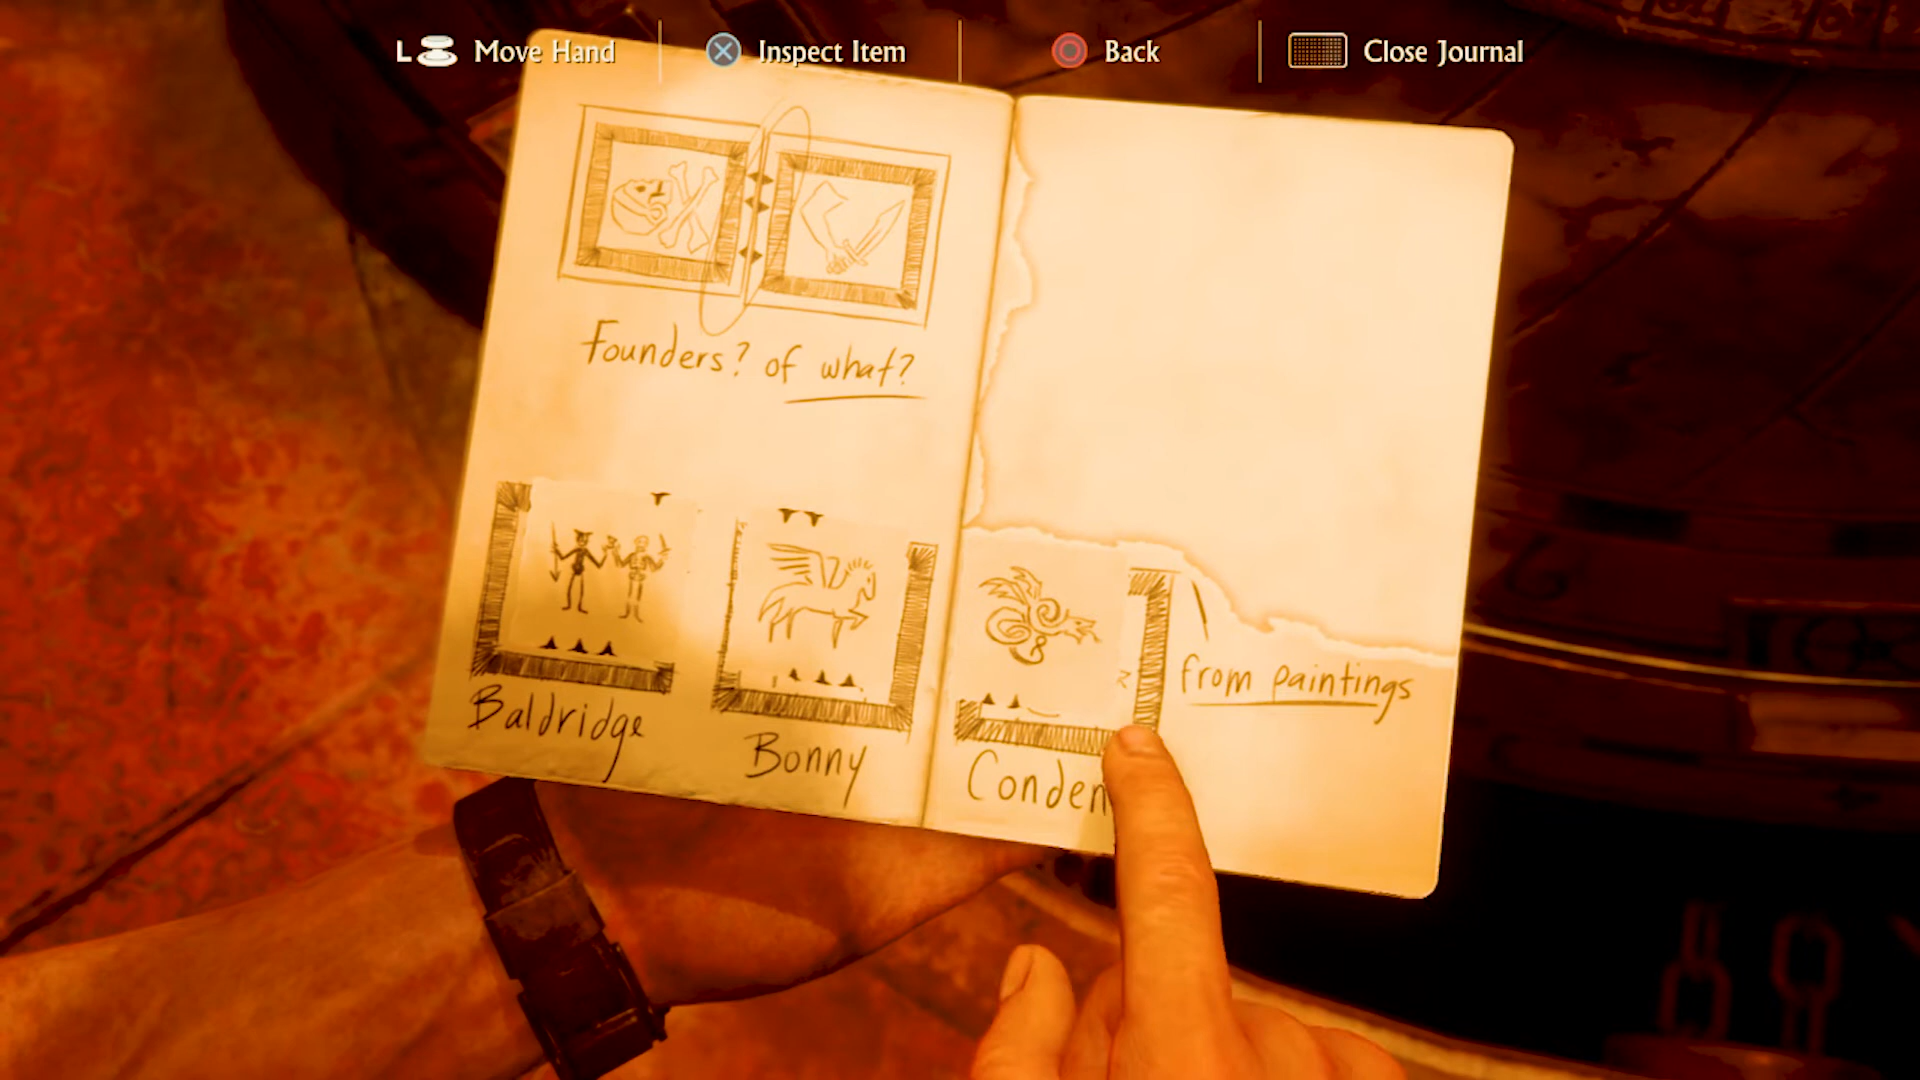 L Move Hand
Inspect Item
Back
Close Journal
Founders? of what?
Baldridge
Bonny
Conden
from paintings